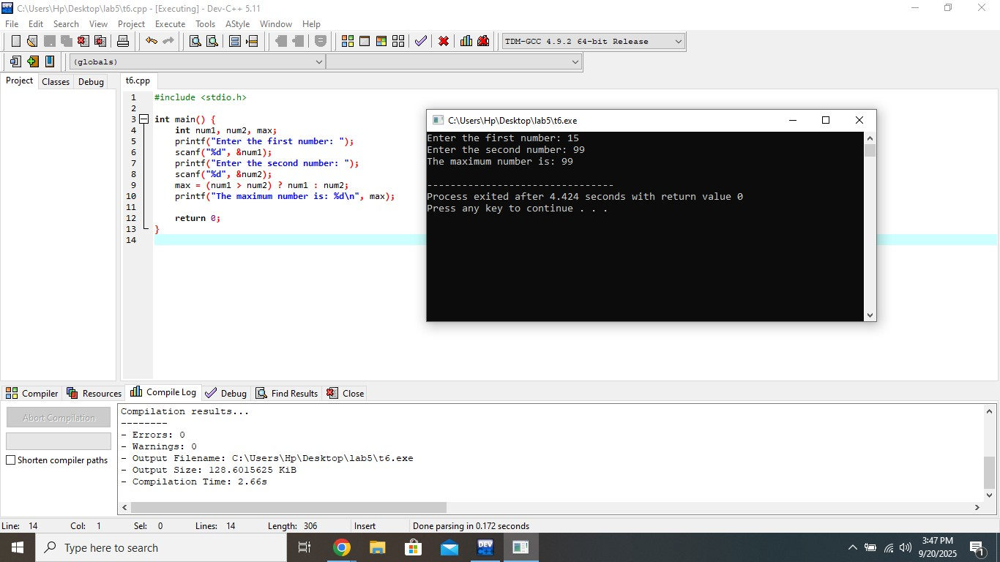 C:\Users\Hp\Desktop\lab5\t6.cpp - [Executing] - Dev-C++ 5.11
File Edit Search View Project Execute Tools AStyle Window Help
TDM-GCC 4.9.2 64-bit Release
(globals)
Project Classes Debug
t6.cpp
1 #include <stdio.h>
2
3 int main() {
4 int num1, num2, max;
5 printf("Enter the first number: ");
6 scanf("%d", &num1);
7 printf("Enter the second number: ");
8 scanf("%d", &num2);
9 max = (num1 > num2) ? num1 : num2;
10 printf("The maximum number is: %d\n", max);
11
12 return 0;
13 }
14
C:\Users\Hp\Desktop\lab5\t6.exe
Enter the first number: 15
Enter the second number: 99
The maximum number is: 99
--------------------------------
Process exited after 4.424 seconds with return value 0
Press any key to continue . . .
Compiler Resources Compile Log Debug Find Results Close
Abort Compilation
Shorten compiler paths
Compilation results...
--------
- Errors: 0
- Warnings: 0
- Output Filename: C:\Users\Hp\Desktop\lab5\t6.exe
- Output Size: 128.6015625 KiB
- Compilation Time: 2.66s
Line: 14 Col: 1 Sel: 0 Lines: 14 Length: 306 Insert Done parsing in 0.172 seconds
Type here to search
DEV
3:47 PM
9/20/2025
1